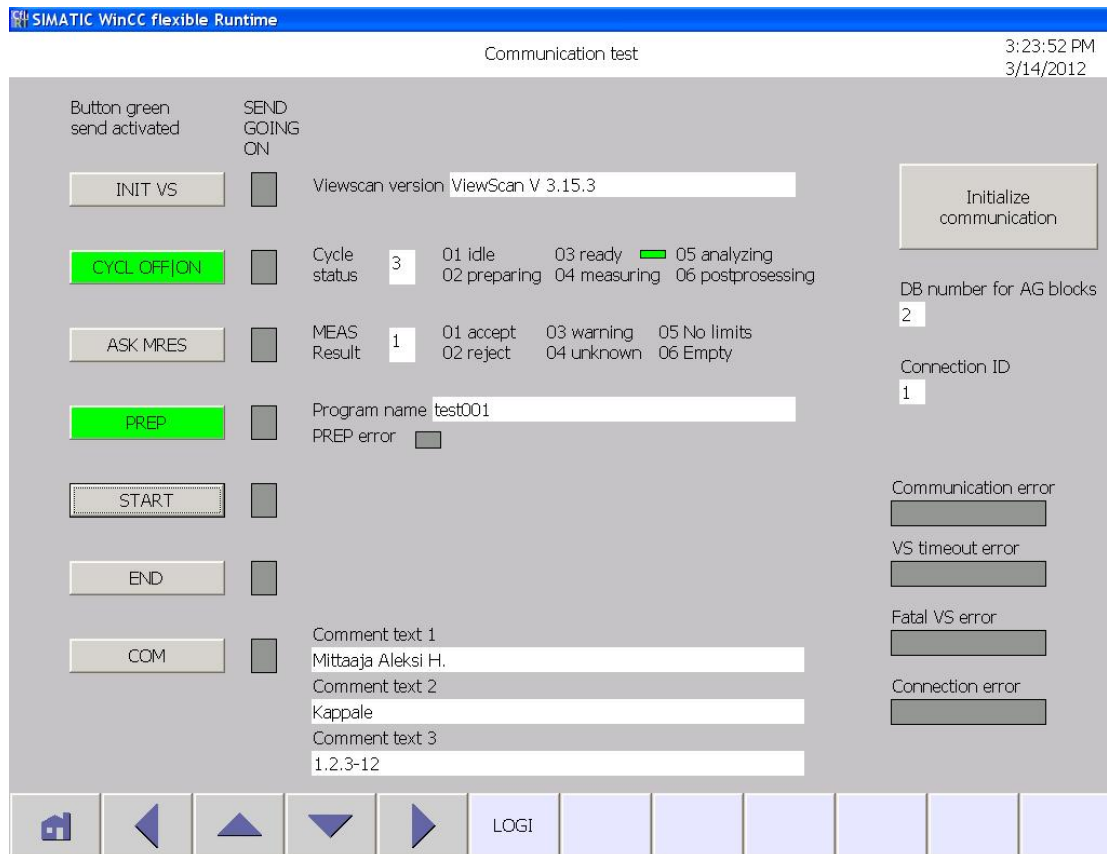 SIMATIC WinCC flexible Runtime
Communication test
3:23:52 PM
3/14/2012
Button green
send activated
SEND
GOING
ON
INIT VS
Viewscan version ViewScan V 3.15.3
Initialize
communication
CYCL OFF|ON
Cycle
status
3
01 idle 03 ready 05 analyzing
02 preparing 04 measuring 06 postprosessing
DB number for AG blocks
2
ASK MRES
MEAS
Result
1
01 accept 03 warning 05 No limits
02 reject 04 unknown 06 Empty
Connection ID
1
PREP
Program name test001
PREP error
START
Communication error
VS timeout error
END
Fatal VS error
COM
Comment text 1
Mittaaja Aleksi H.
Comment text 2
Kappale
Comment text 3
1.2.3-12
Connection error
LOGI